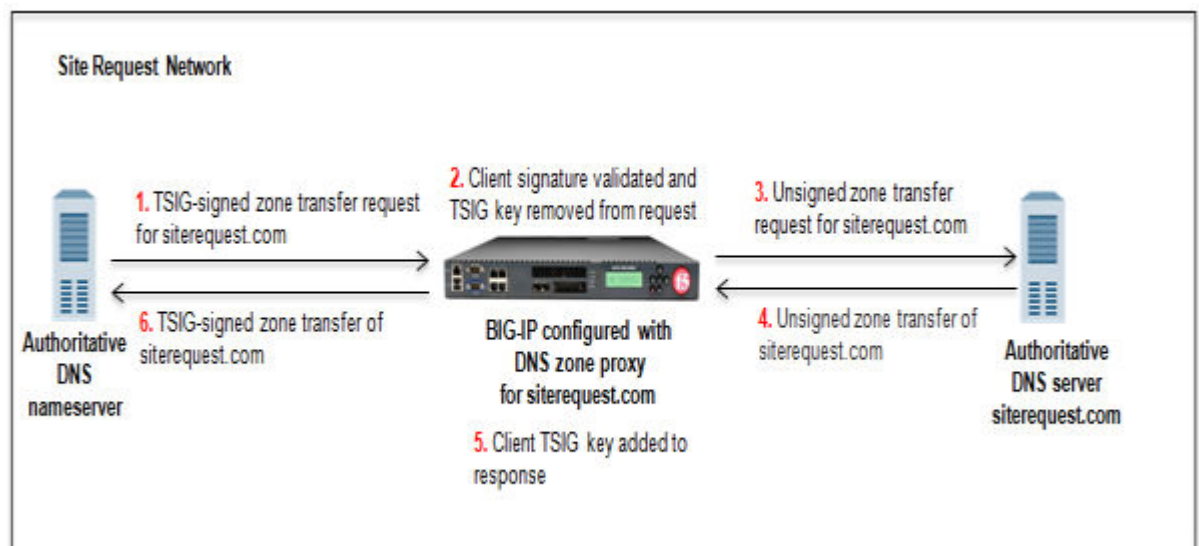 Site Request Network
1. TSIG-signed zone transfer request
for siterequest.com
2. Client signature validated and
TSIG key removed from request
3. Unsigned zone transfer
request for siterequest.com
f5
6. TSIG-signed zone transfer of
siterequest.com
4. Unsigned zone transfer of
siterequest.com
Authoritative
DNS
nameserver
BIG-IP configured with
DNS zone proxy
for siterequest.com
Authoritative
DNS server
siterequest.com
5. Client TSIG key added to
response